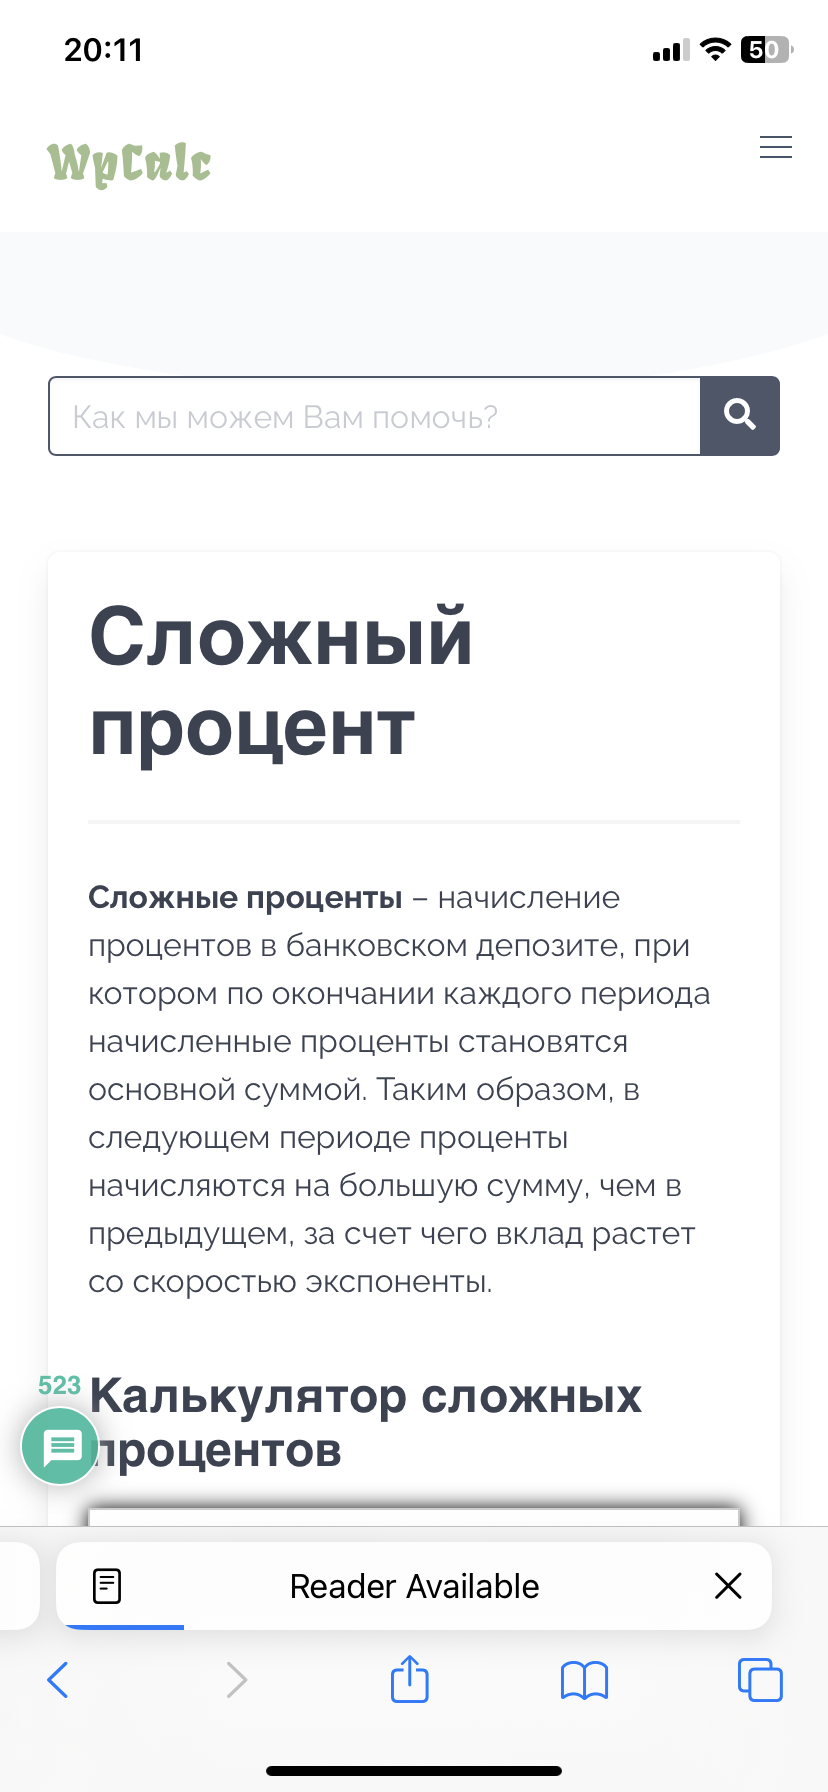 20:11
50
WpCalc
Как мы можем Вам помочь?
Сложный
процент
Сложные проценты – начисление
процентов в банковском депозите, при
котором по окончании каждого периода
начисленные проценты становятся
основной суммой. Таким образом, в
следующем периоде проценты
начисляются на большую сумму, чем в
предыдущем, за счет чего вклад растет
со скоростью экспоненты.
523
Калькулятор сложных
процентов
Reader Available